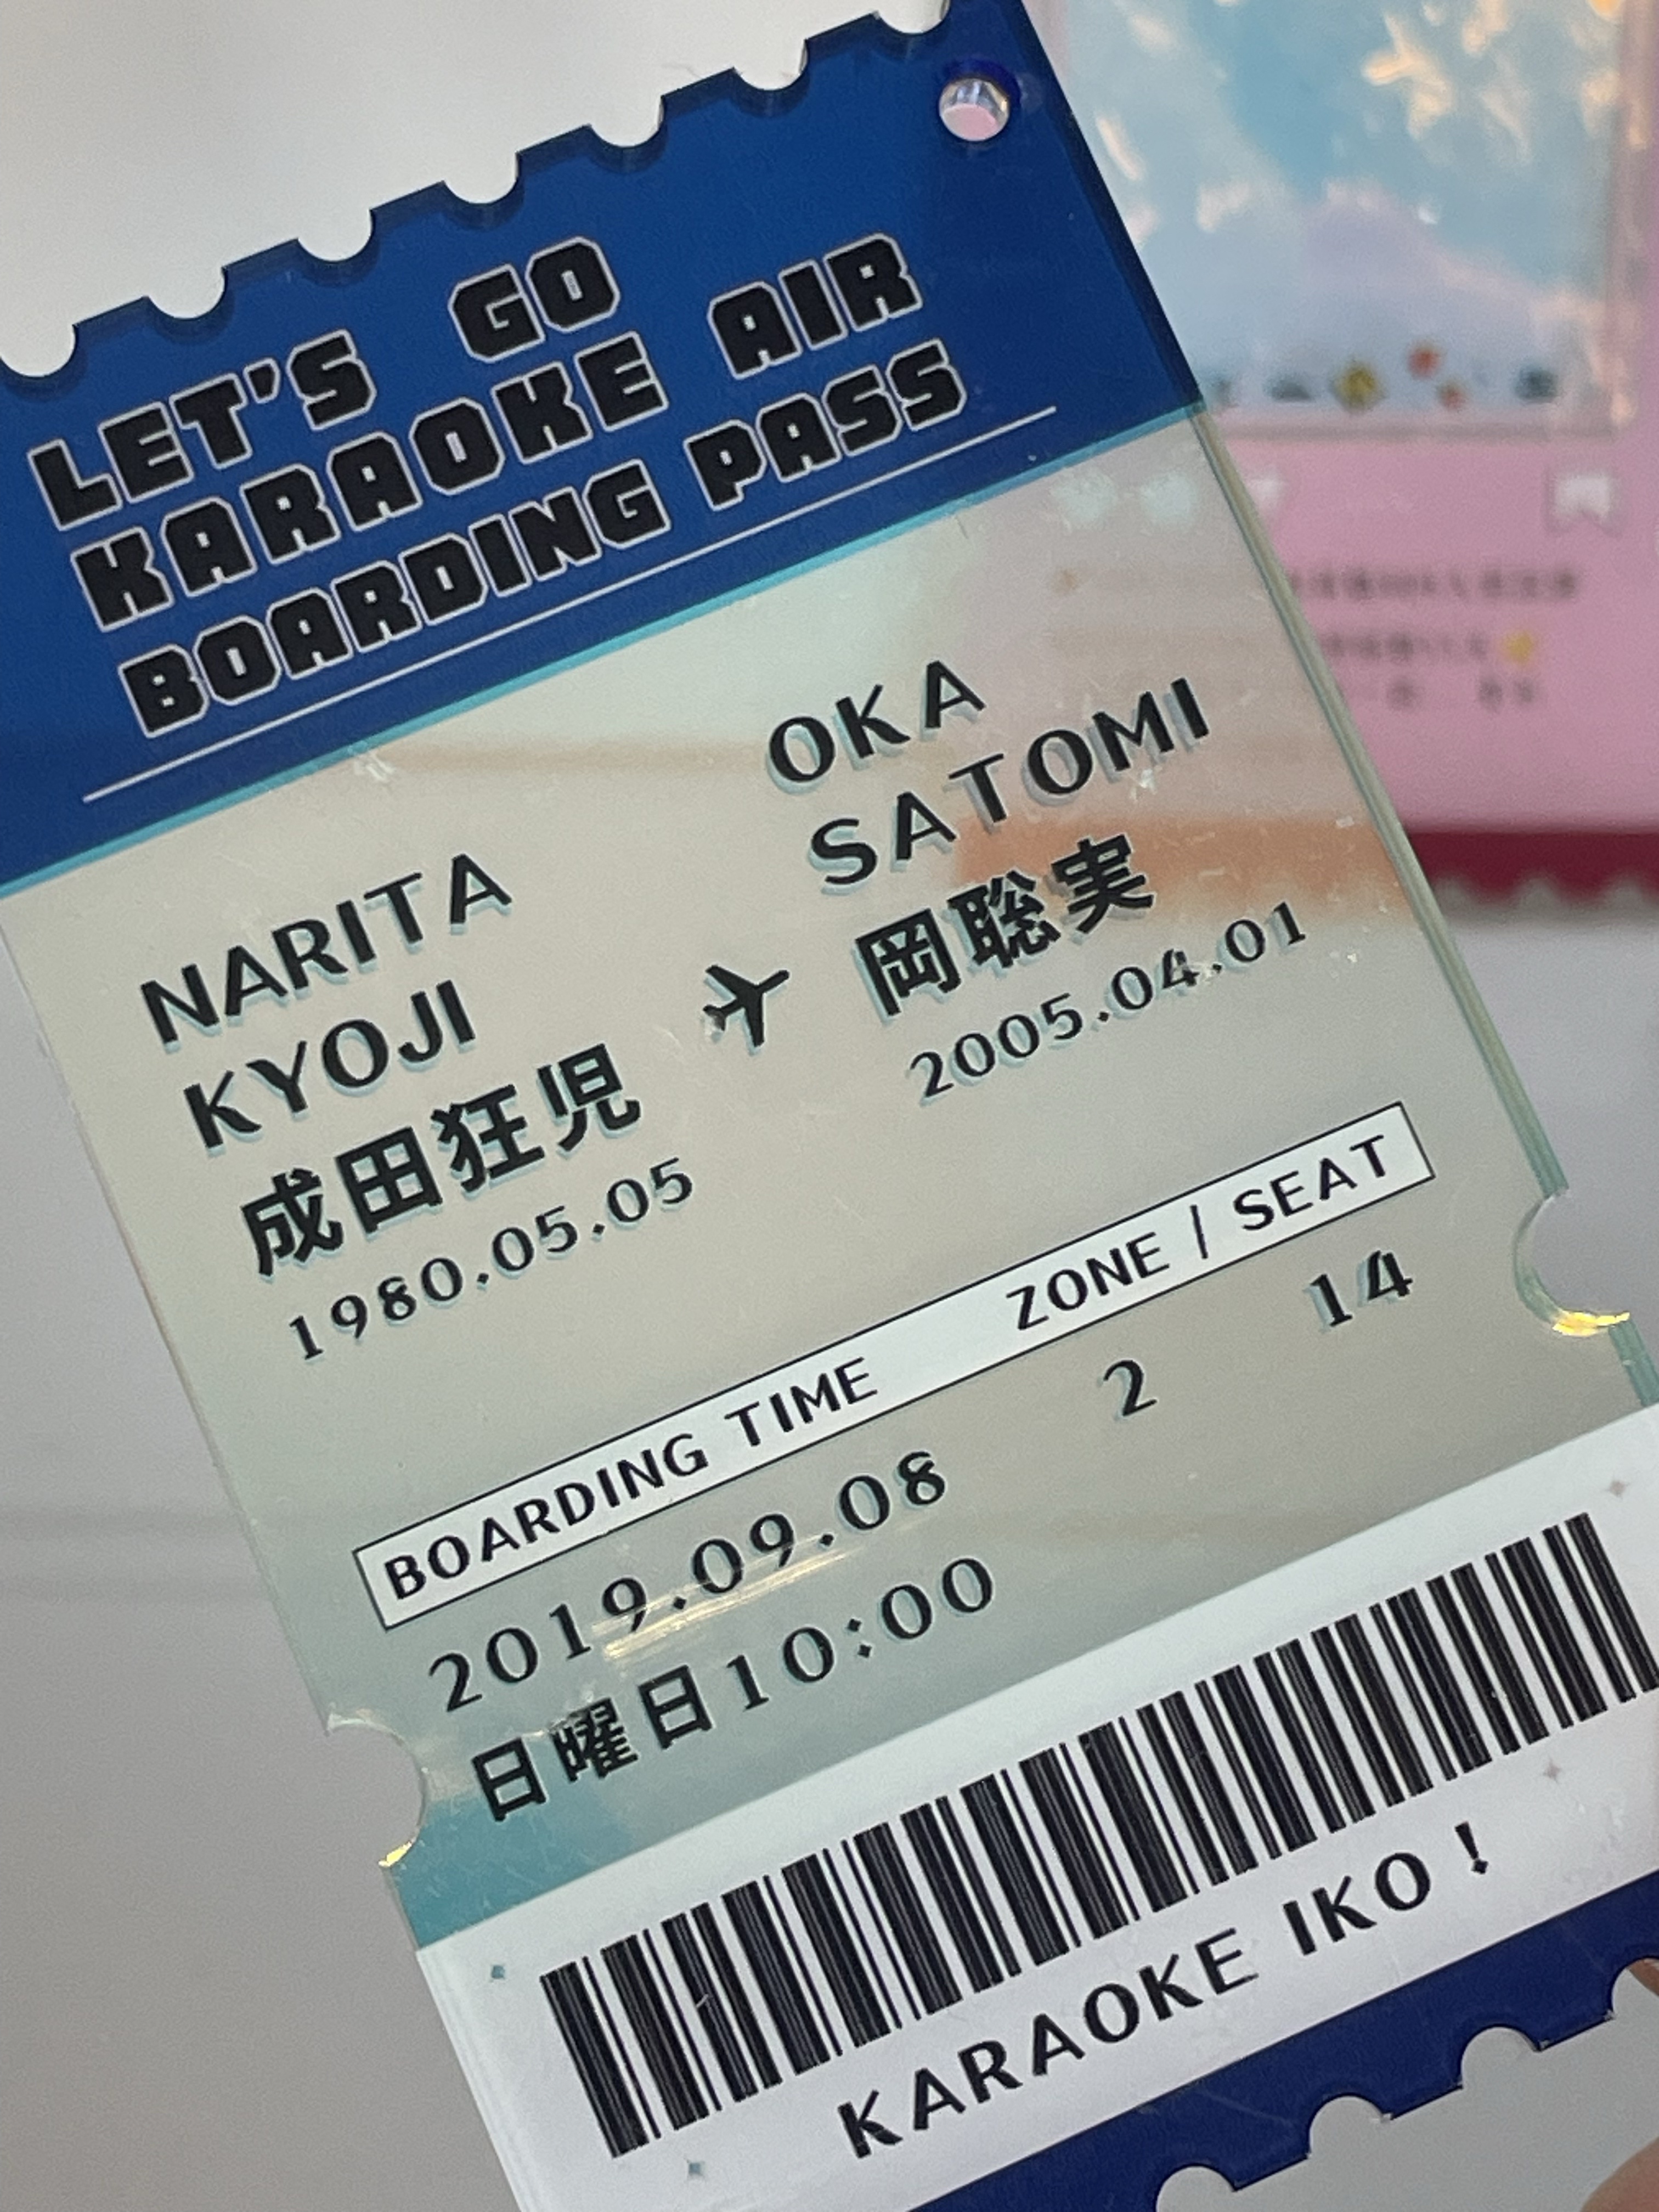 LET'S GO
KARAOKE AIR
BOARDING PASS
NARITA
KYOJI
成田狂児
1980.05.05
OKA
SATOMI
岡聡実
2005.04.01
BOARDING TIME ZONE / SEAT
2019.09.08 2 14
日曜日10:00
KARAOKE IKO!